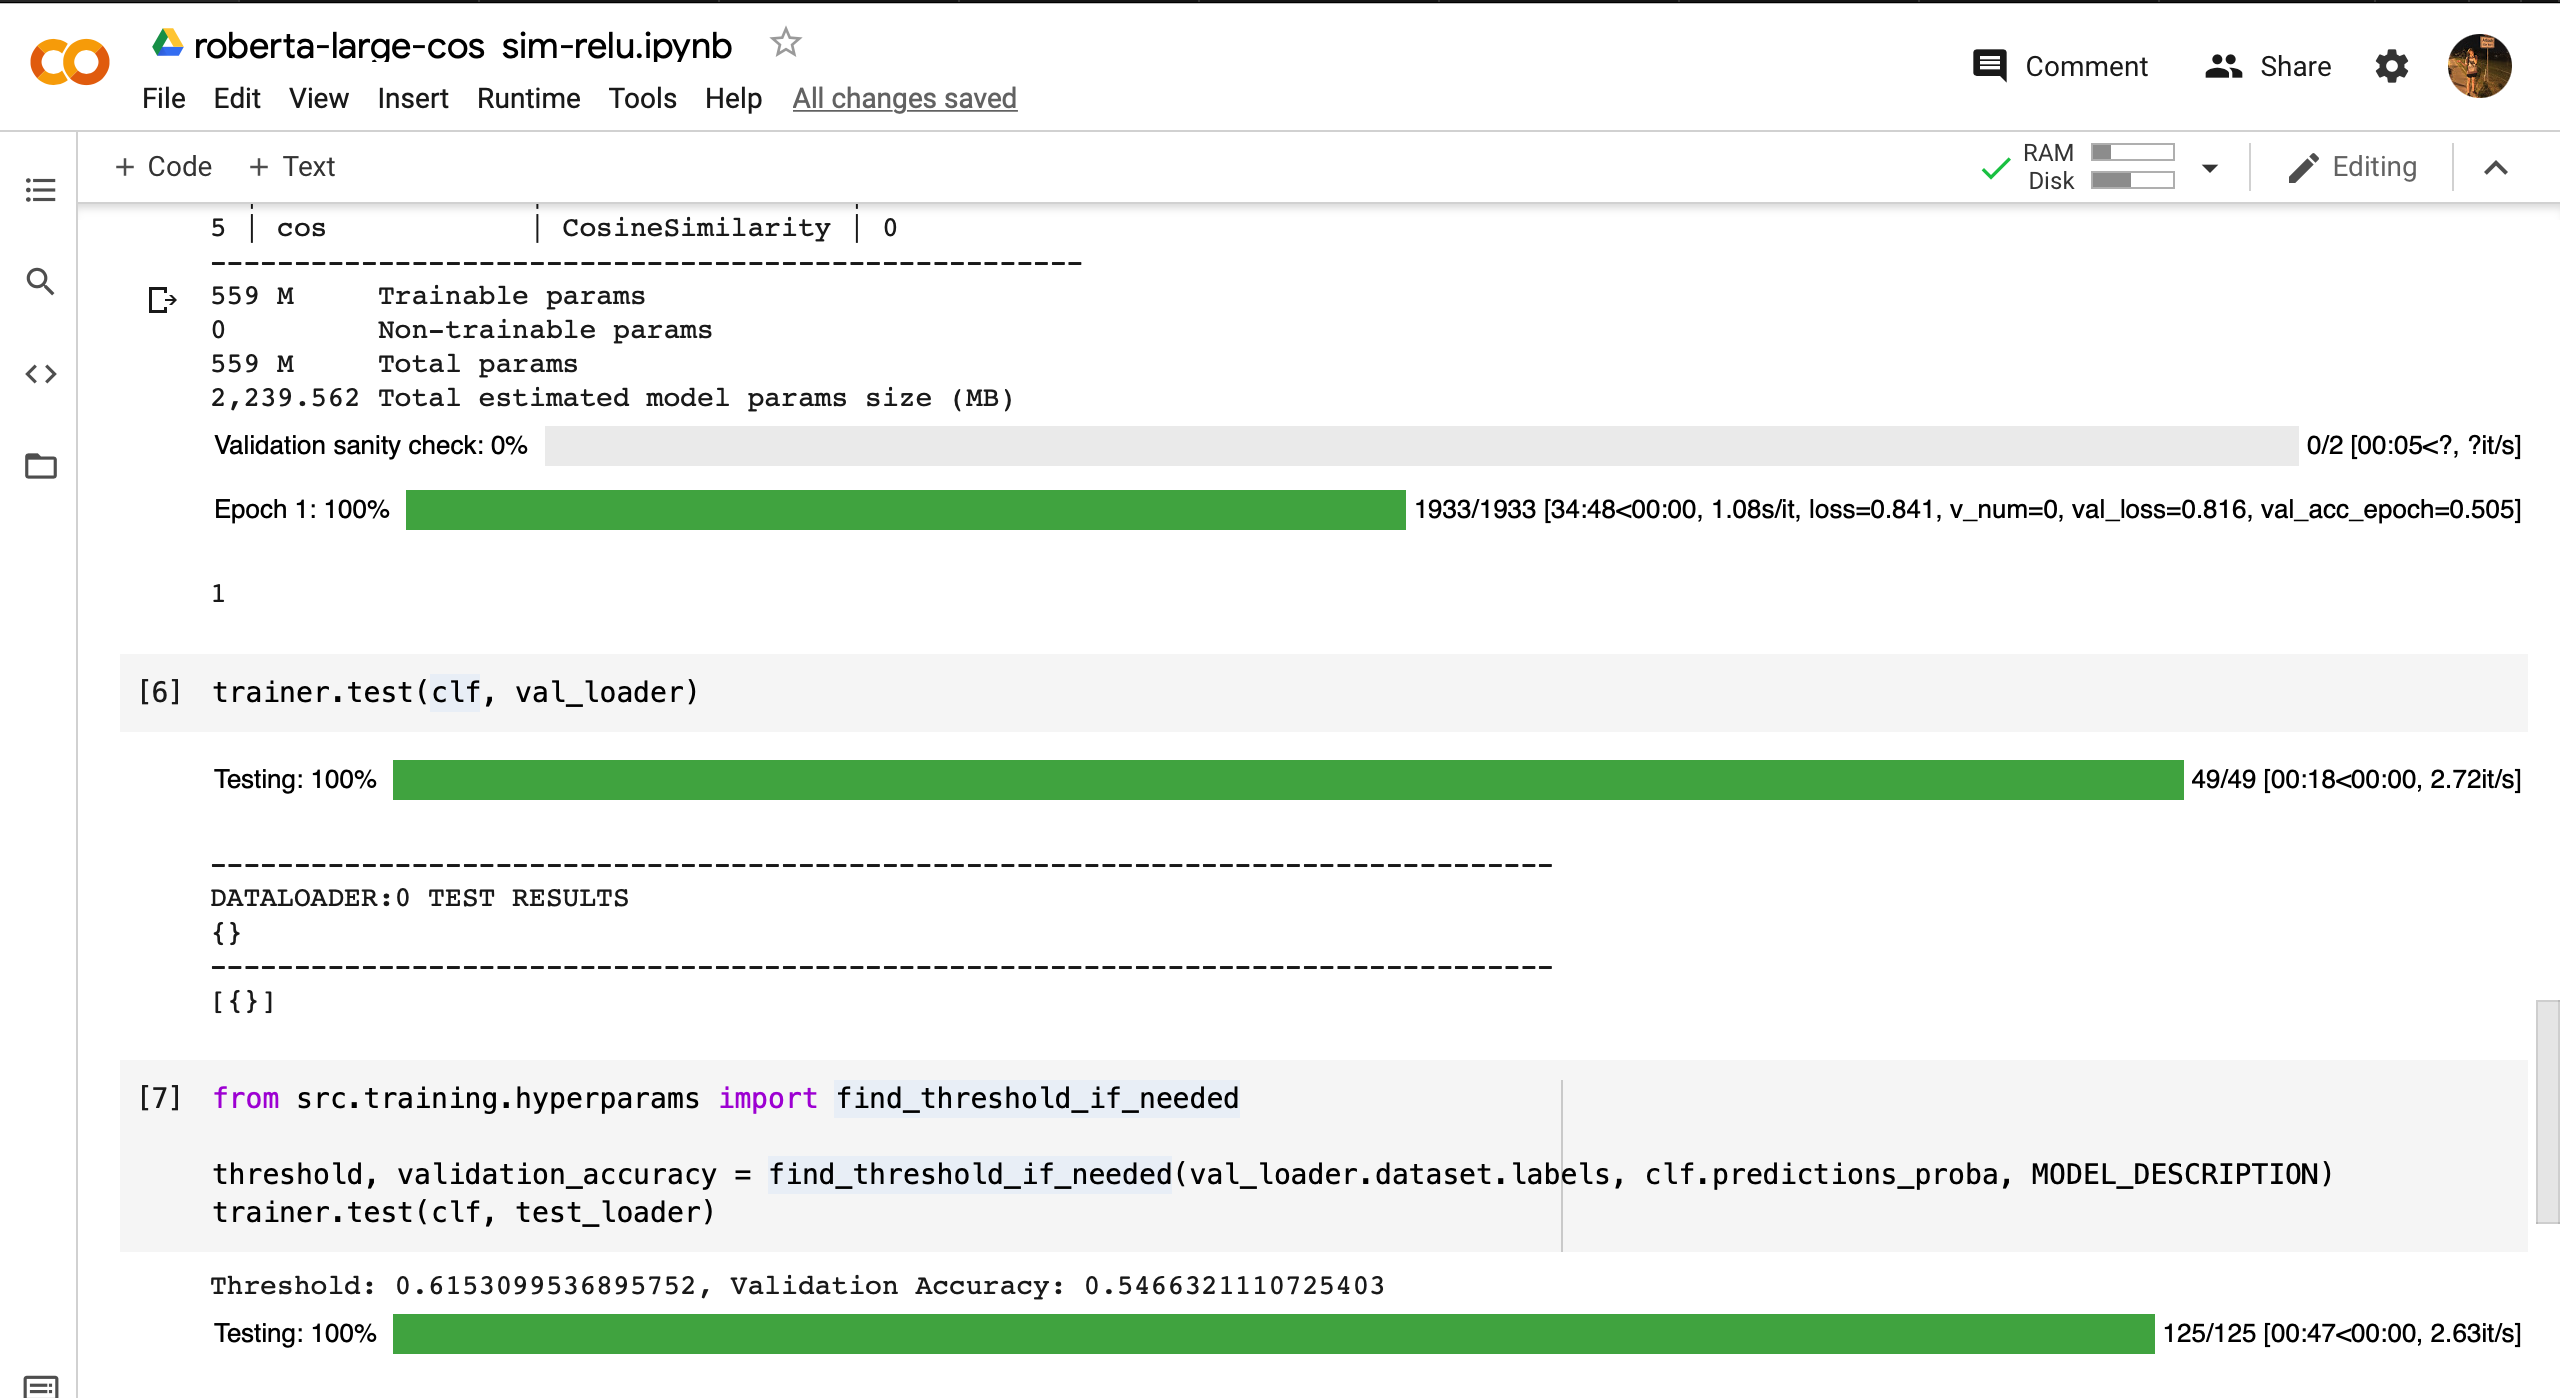 roberta-large-cos_sim-relu.ipynb
File Edit View Insert Runtime Tools Help All changes saved
Comment Share
+ Code + Text
RAM
Disk
Editing
5 | cos | CosineSimilarity | 0
----------------------------------------------------
559 M Trainable params
0 Non-trainable params
559 M Total params
2,239.562 Total estimated model params size (MB)
Validation sanity check: 0% 0/2 [00:05<?, ?it/s]
Epoch 1: 100% 1933/1933 [34:48<00:00, 1.08s/it, loss=0.841, v_num=0, val_loss=0.816, val_acc_epoch=0.505]
1
[6] trainer.test(clf, val_loader)
Testing: 100% 49/49 [00:18<00:00, 2.72it/s]
--------------------------------------------------------------------------------
DATALOADER:0 TEST RESULTS
{}
--------------------------------------------------------------------------------
[{}]
[7] from src.training.hyperparams import find_threshold_if_needed
threshold, validation_accuracy = find_threshold_if_needed(val_loader.dataset.labels, clf.predictions_proba, MODEL_DESCRIPTION)
trainer.test(clf, test_loader)
Threshold: 0.6153099536895752, Validation Accuracy: 0.5466321110725403
Testing: 100% 125/125 [00:47<00:00, 2.63it/s]